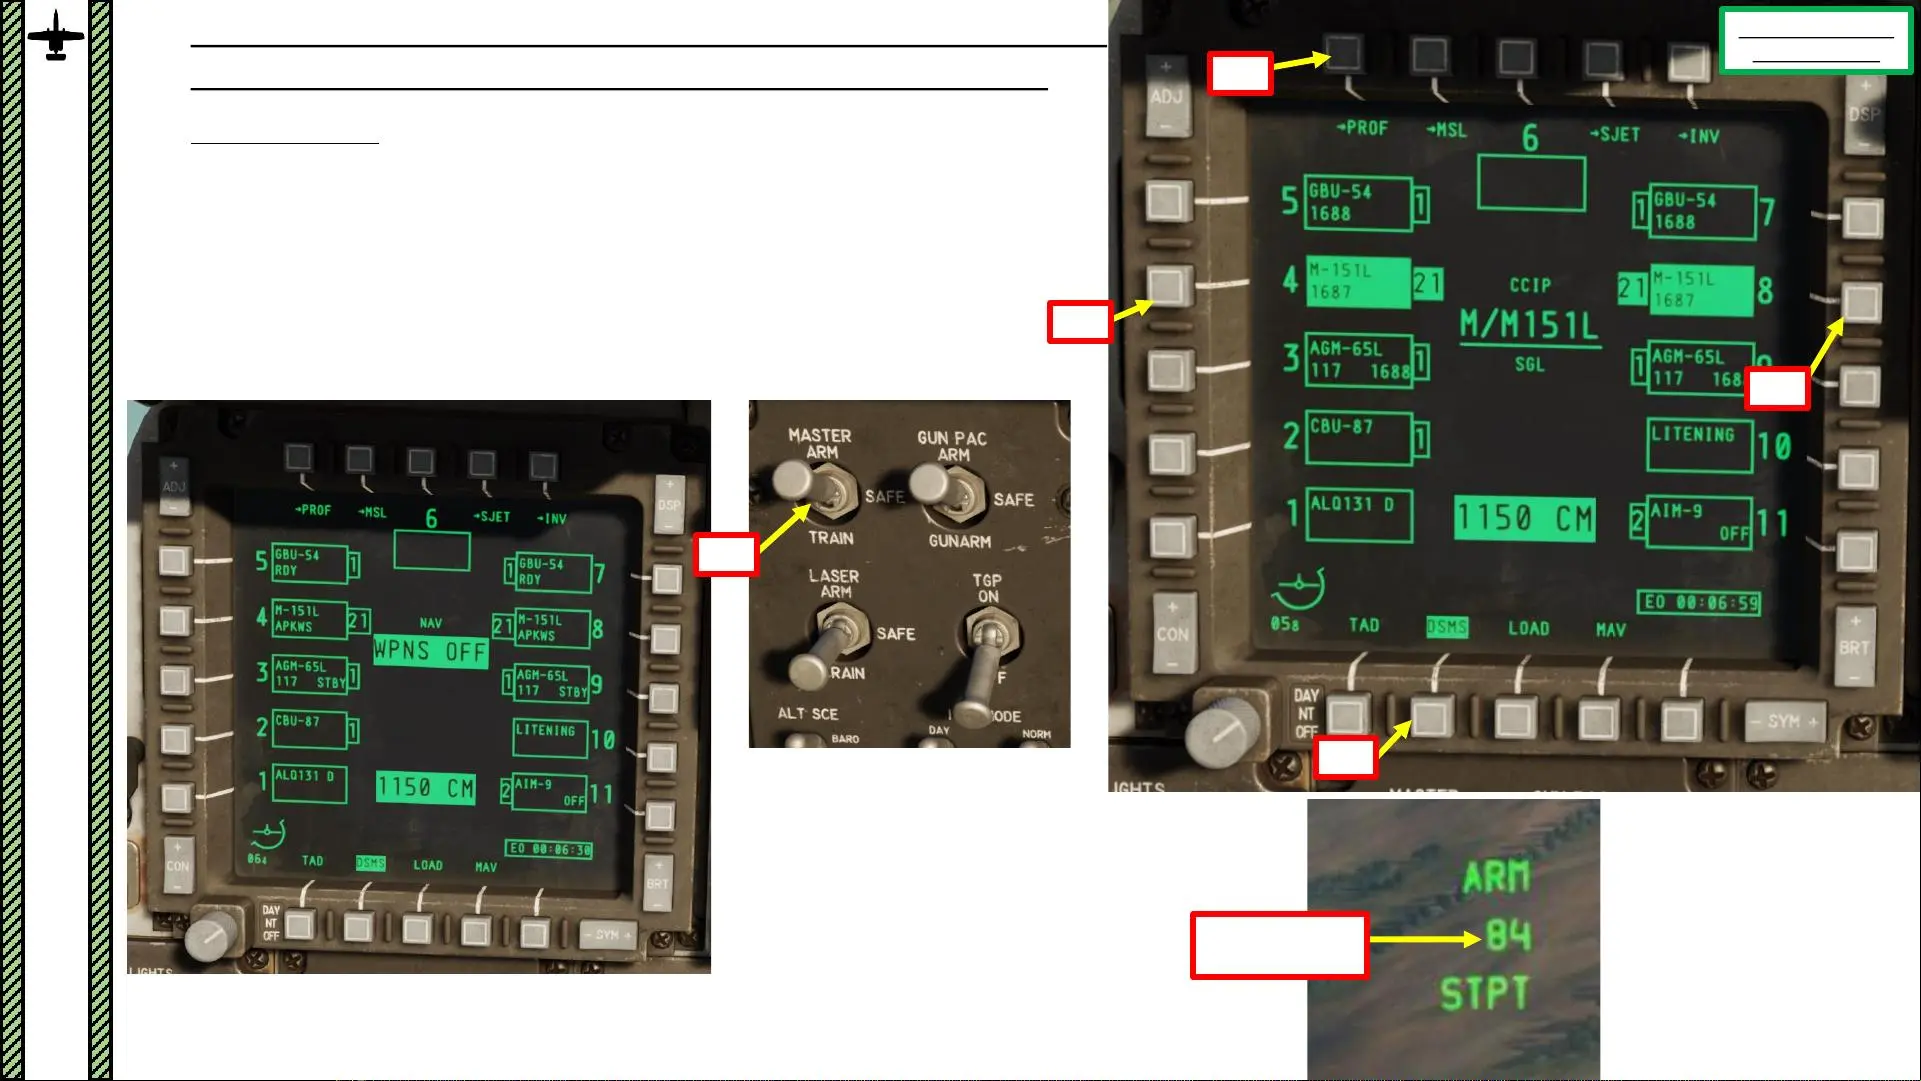 ADJ
DSP
→PROF →MSL 6 →SJET →INV
5 GBU-54 1
RDY
1 GBU-54 7
RDY
4 M-151L 21
APKWS
NAV
WPNS OFF
21 M-151L 8
APKWS
3 AGM-65L 1
117 STBY
1 AGM-65L 9
117 STBY
2 CBU-87 1
LITENING 10
1 ALQ131 D
1150 CM
2 AIM-9 11
OFF
064
EO 00:06:30
TAD DSMS LOAD MAV
CON
BRT
DAY
NT
OFF
- SYM +
LIGHTS
MASTER
ARM
SAFE
TRAIN
GUN PAC
ARM
SAFE
GUNARM
LASER
ARM
SAFE
RAIN
TGP
ON
F
ALT SCE
BARO
ODE
DAY
NORM
ADJ
DSP
→PROF →MSL 6 →SJET →INV
5 GBU-54 1
1688
1 GBU-54 7
1688
4 M-151L 21
1687
CCIP
M/M151L
SGL
21 M-151L 8
1687
3 AGM-65L 1
117 1688
1 AGM-65L
117 168
2 CBU-87 1
LITENING 10
1 ALQ131 D
1150 CM
2 AIM-9 11
OFF
058
EO 00:06:59
TAD DSMS LOAD MAV
CON
BRT
DAY
NT
OFF
- SYM +
IGHTS
ARM
84
STPT